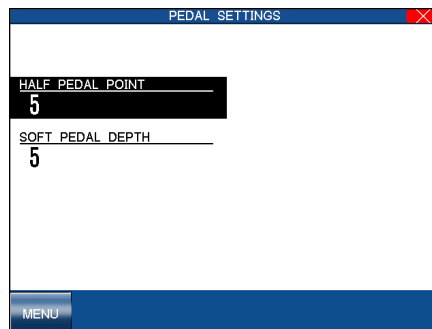 PEDAL SETTINGS
HALF PEDAL POINT
5
SOFT PEDAL DEPTH
5
MENU